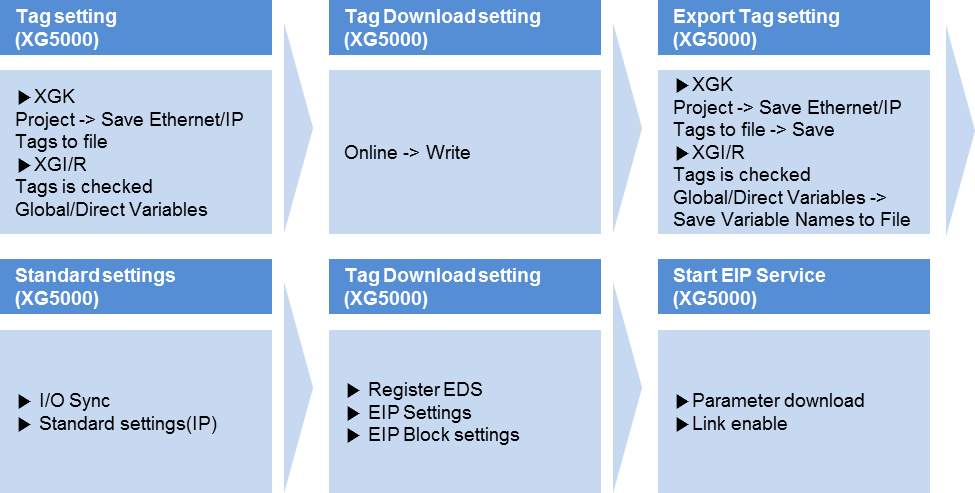 Tag setting
(XG5000)
▶XGK
Project -> Save Ethernet/IP
Tags to file
▶XGI/R
Tags is checked
Global/Direct Variables
Tag Download setting
(XG5000)
Online -> Write
Export Tag setting
(XG5000)
▶XGK
Project -> Save Ethernet/IP
Tags to file -> Save
▶XGI/R
Tags is checked
Global/Direct Variables ->
Save Variable Names to File
Standard settings
(XG5000)
▶ I/O Sync
▶ Standard settings(IP)
Tag Download setting
(XG5000)
▶ Register EDS
▶ EIP Settings
▶ EIP Block settings
Start EIP Service
(XG5000)
▶Parameter download
▶Link enable